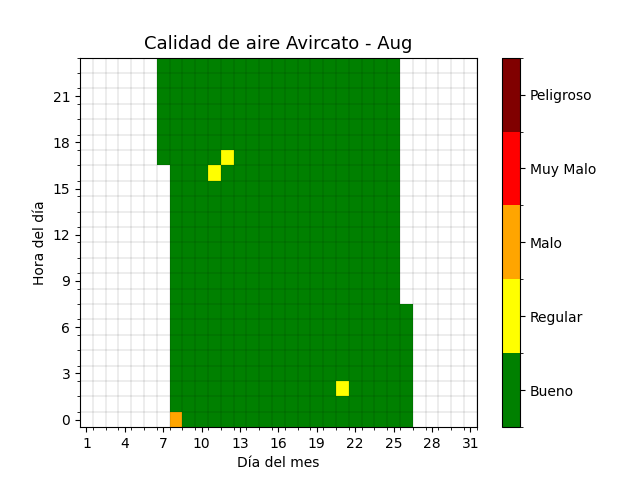 Calidad de aire Avircato - Aug
21
18
15
12
9
6
3
0
Hora del día
1 4 7 10 13 16 19 22 25 28 31
Día del mes
Peligroso
Muy Malo
Malo
Regular
Bueno